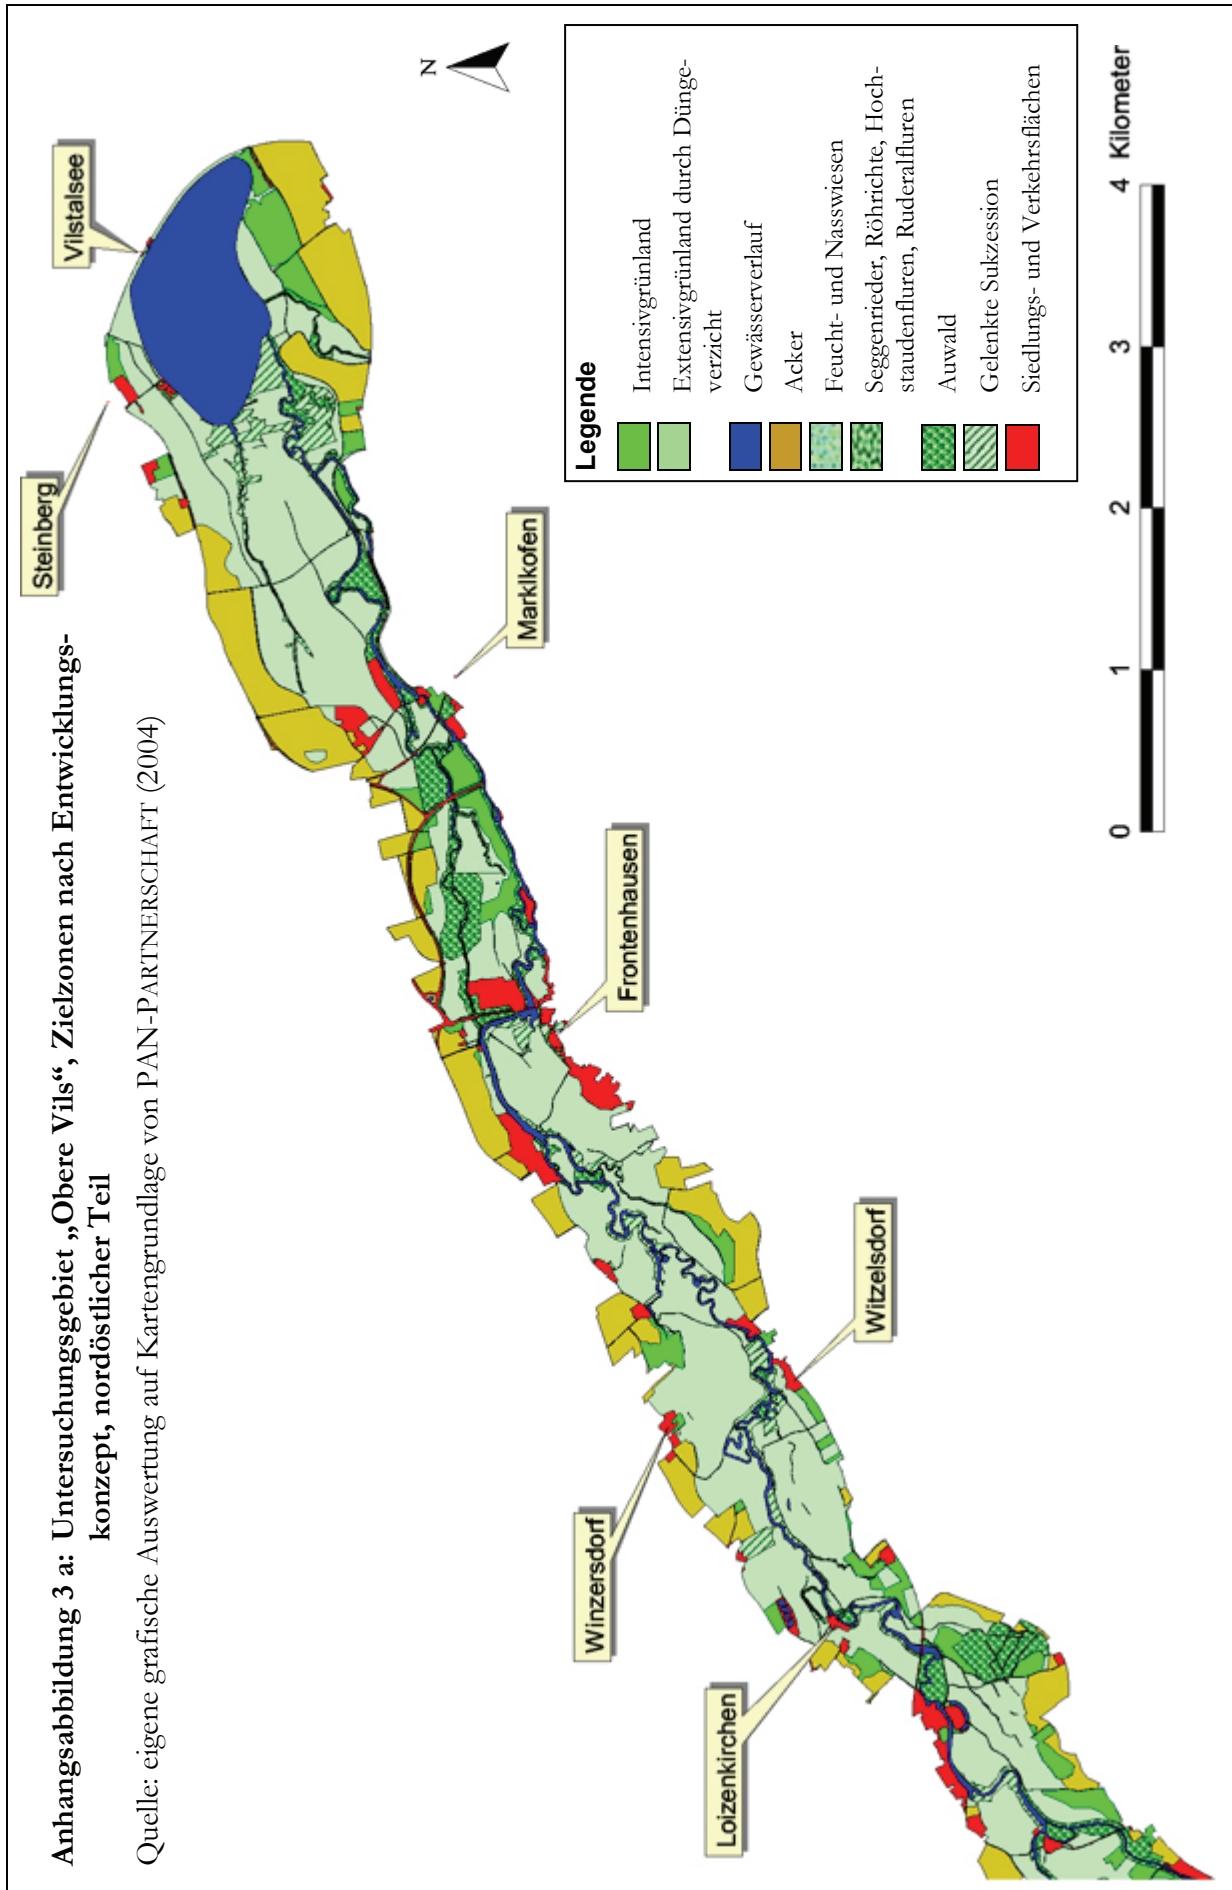 Anhangsabbildung 3 a: Untersuchungsgebiet „Obere Vils“, Zielzonen nach Entwicklungs-
konzept, nordöstlicher Teil
Quelle: eigene grafische Auswertung auf Kartengrundlage von PAN-PARTNERSCHAFT (2004)
Steinberg
Vilstalsee
N
Marklkofen
Frontenhausen
Winzersdorf
Witzelsdorf
Loizenkirchen
Legende
Intensivgrünland
Extensivgrünland durch Dünge-
verzicht
Gewässerverlauf
Acker
Feucht- und Nasswiesen
Seggenrieder, Röhrichte, Hoch-
staudenfluren, Ruderalfluren
Auwald
Gelenkte Sukzession
Siedlungs- und Verkehrsflächen
0 1 2 3 4 Kilometer